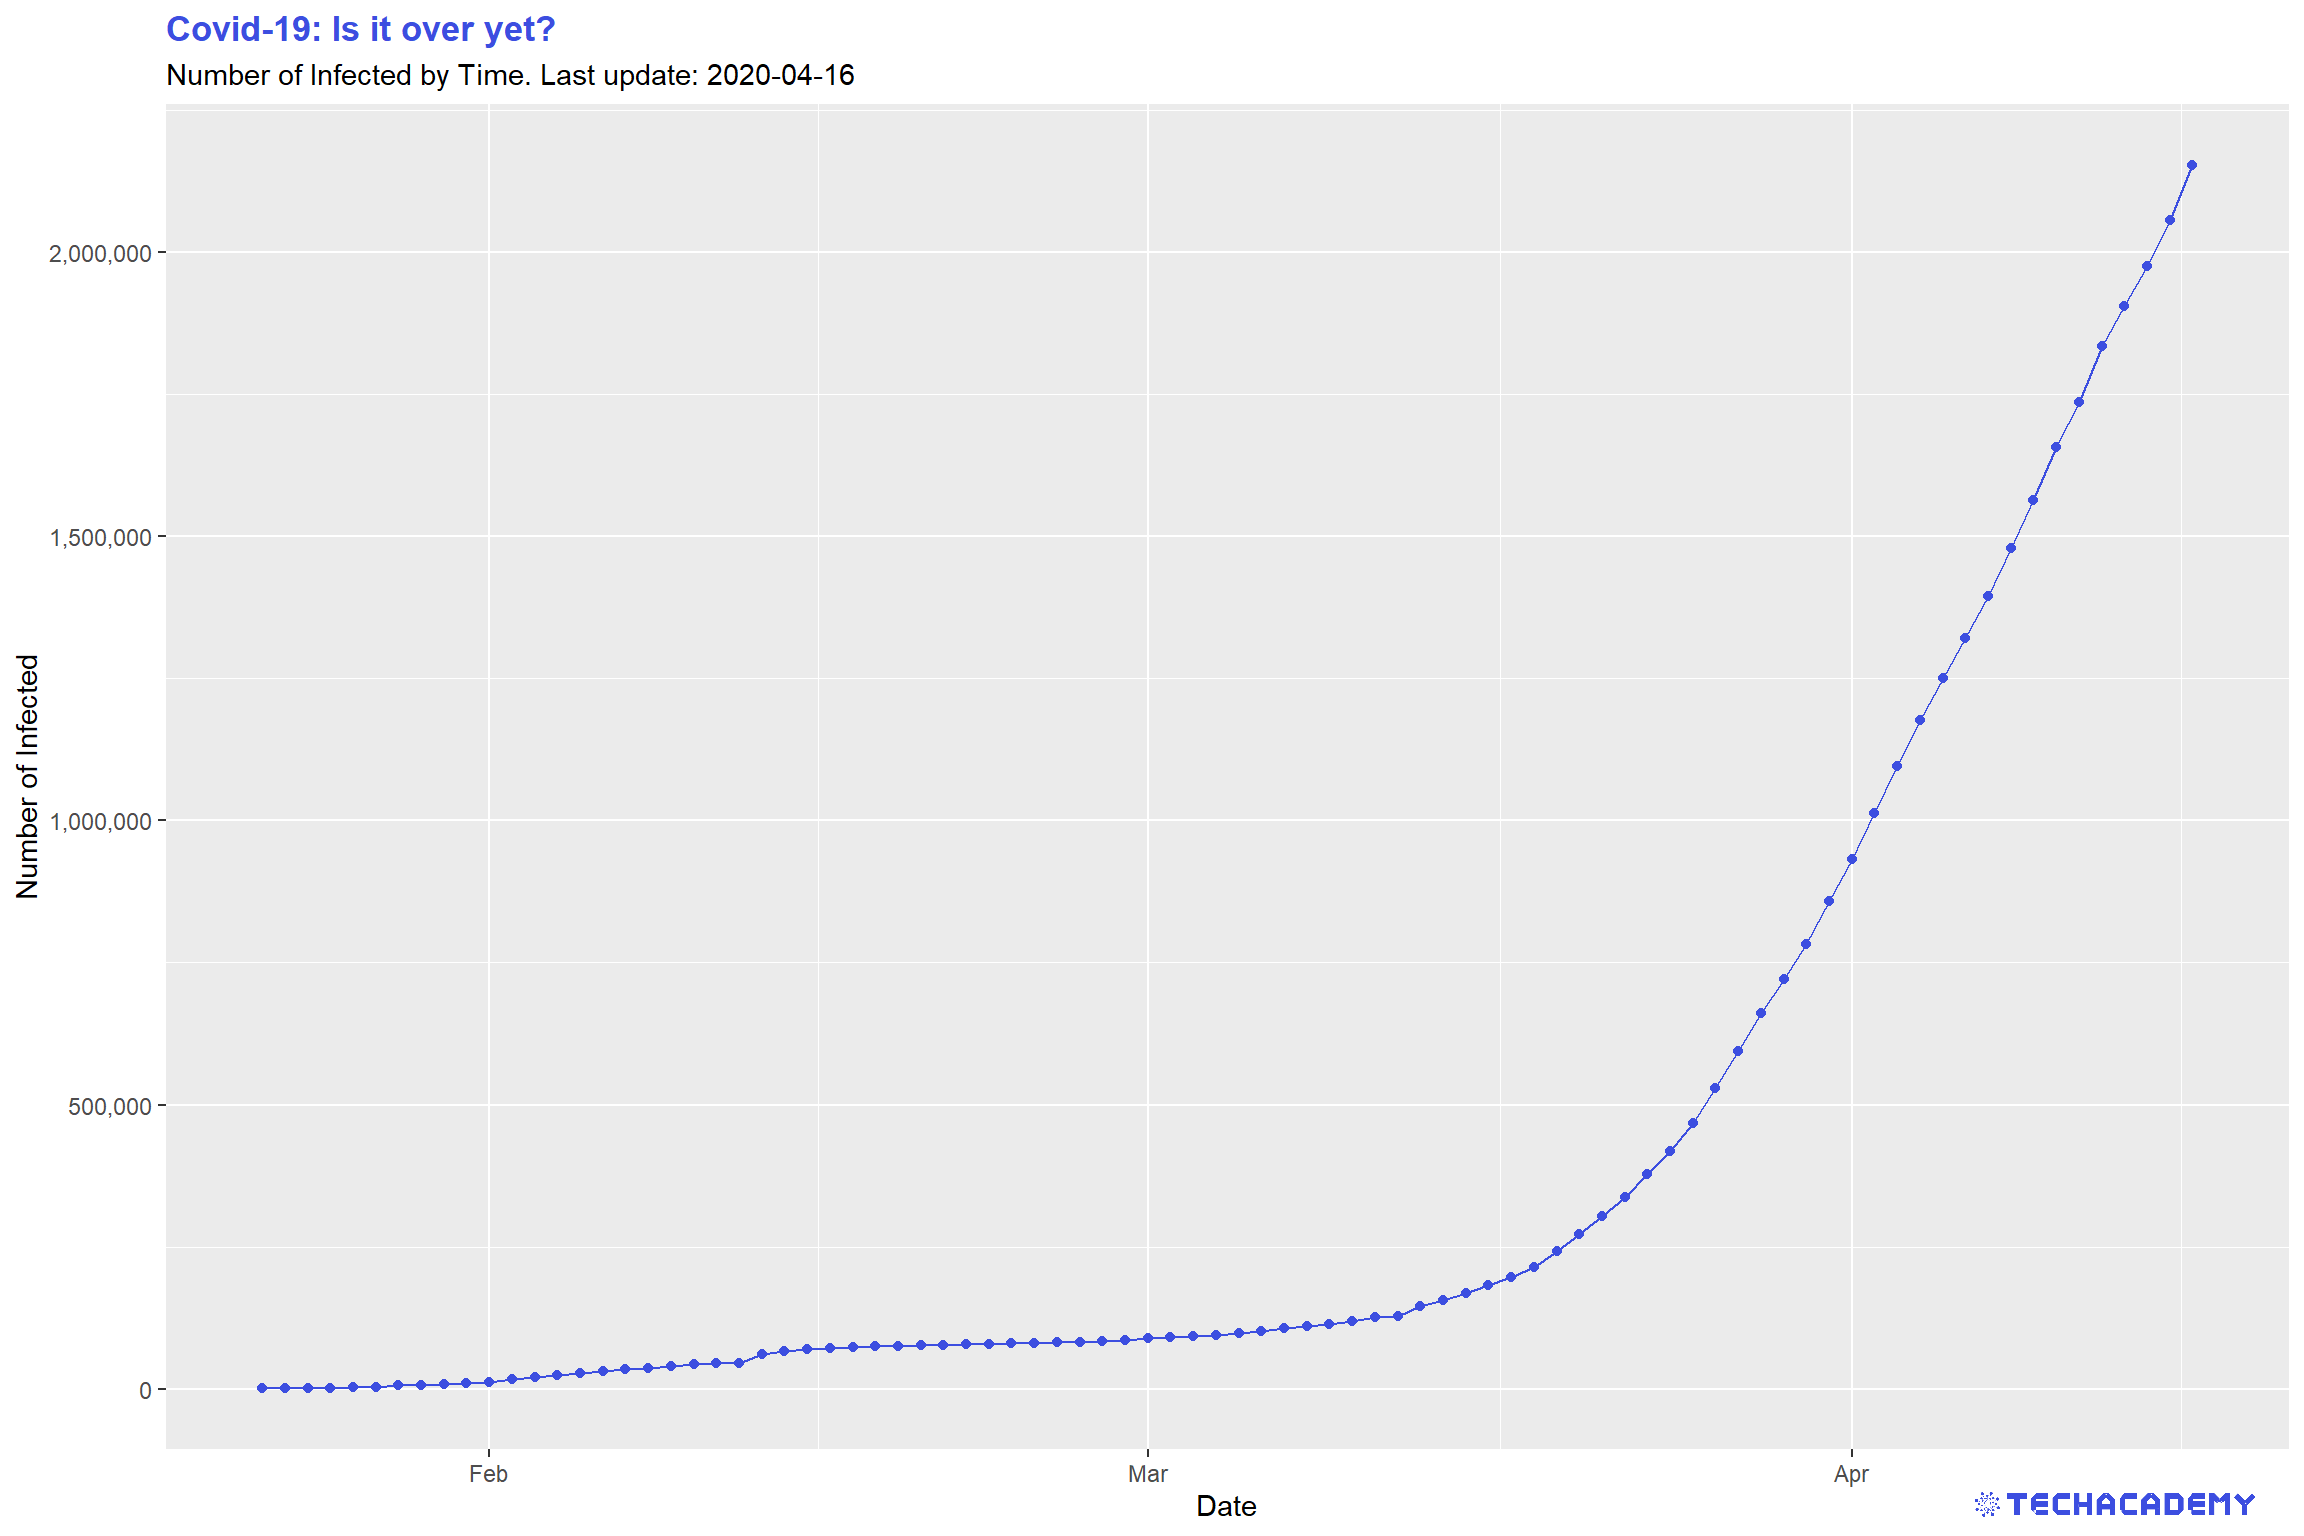 Covid-19: Is it over yet?
Number of Infected by Time. Last update: 2020-04-16
Number of Infected
2,000,000
1,500,000
1,000,000
500,000
0
Feb
Mar
Apr
Date
TECHACADEMY